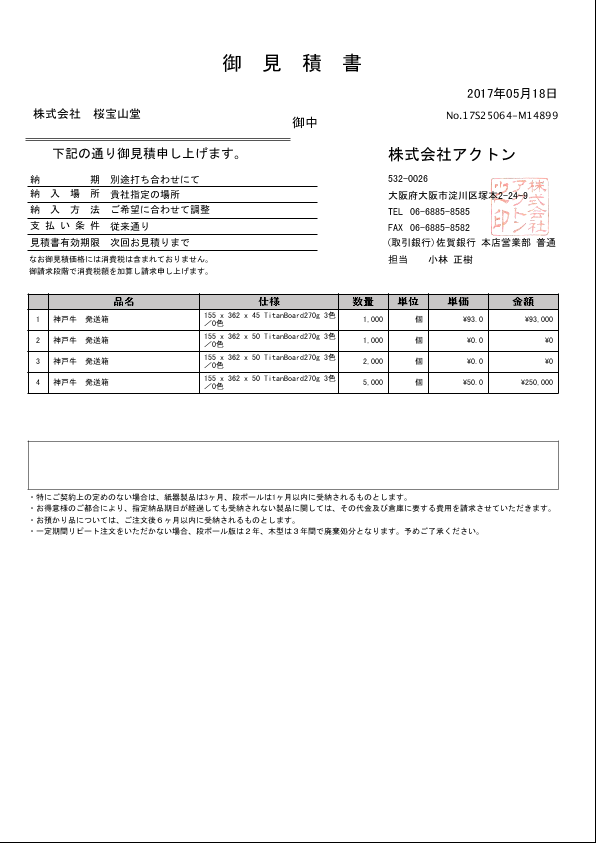 御 見 積 書
2017年05月18日
株式会社　桜宝山堂
No.17S25064-M14899
御中
下記の通り御見積申し上げます。
株式会社アクトン
納期 別途打ち合わせにて
532-0026
納入場所 貴社指定の場所
大阪府大阪市淀川区塚本2-24-9
株式会社アクトン之印
納入方法 ご希望に合わせて調整
TEL 06-6885-8585
支払い条件 従来通り
FAX 06-6885-8582
見積書有効期限 次回お見積りまで
(取引銀行)佐賀銀行 本店営業部 普通
なお御見積価格には消費税は含まれておりません。
担当　小林 正樹
御請求段階で消費税額を加算し請求申し上げます。
品名 仕様 数量 単位 単価 金額
1 神戸牛　発送箱 155 x 362 x 45 TitanBoard270g 3色
／0色 1,000 個 ¥93.0 ¥93,000
2 神戸牛　発送箱 155 x 362 x 50 TitanBoard270g 3色
／0色 1,000 個 ¥0.0 ¥0
3 神戸牛　発送箱 155 x 362 x 50 TitanBoard270g 3色
／0色 2,000 個 ¥0.0 ¥0
4 神戸牛　発送箱 155 x 362 x 50 TitanBoard270g 3色
／0色 5,000 個 ¥50.0 ¥250,000
・特にご契約上の定めのない場合は、紙器製品は3ヶ月、段ボールは1ヶ月以内に受納されるものとします。
・お得意様のご都合により、指定納品期日が経過しても受納されない製品に関しては、その代金及び倉庫に要する費用を請求させていただきます。
・お預かり品については、ご注文後６ヶ月以内に受納されるものとします。
・一定期間リピート注文をいただかない場合、段ボール版は２年、木型は３年間で廃棄処分となります。予めご了承ください。